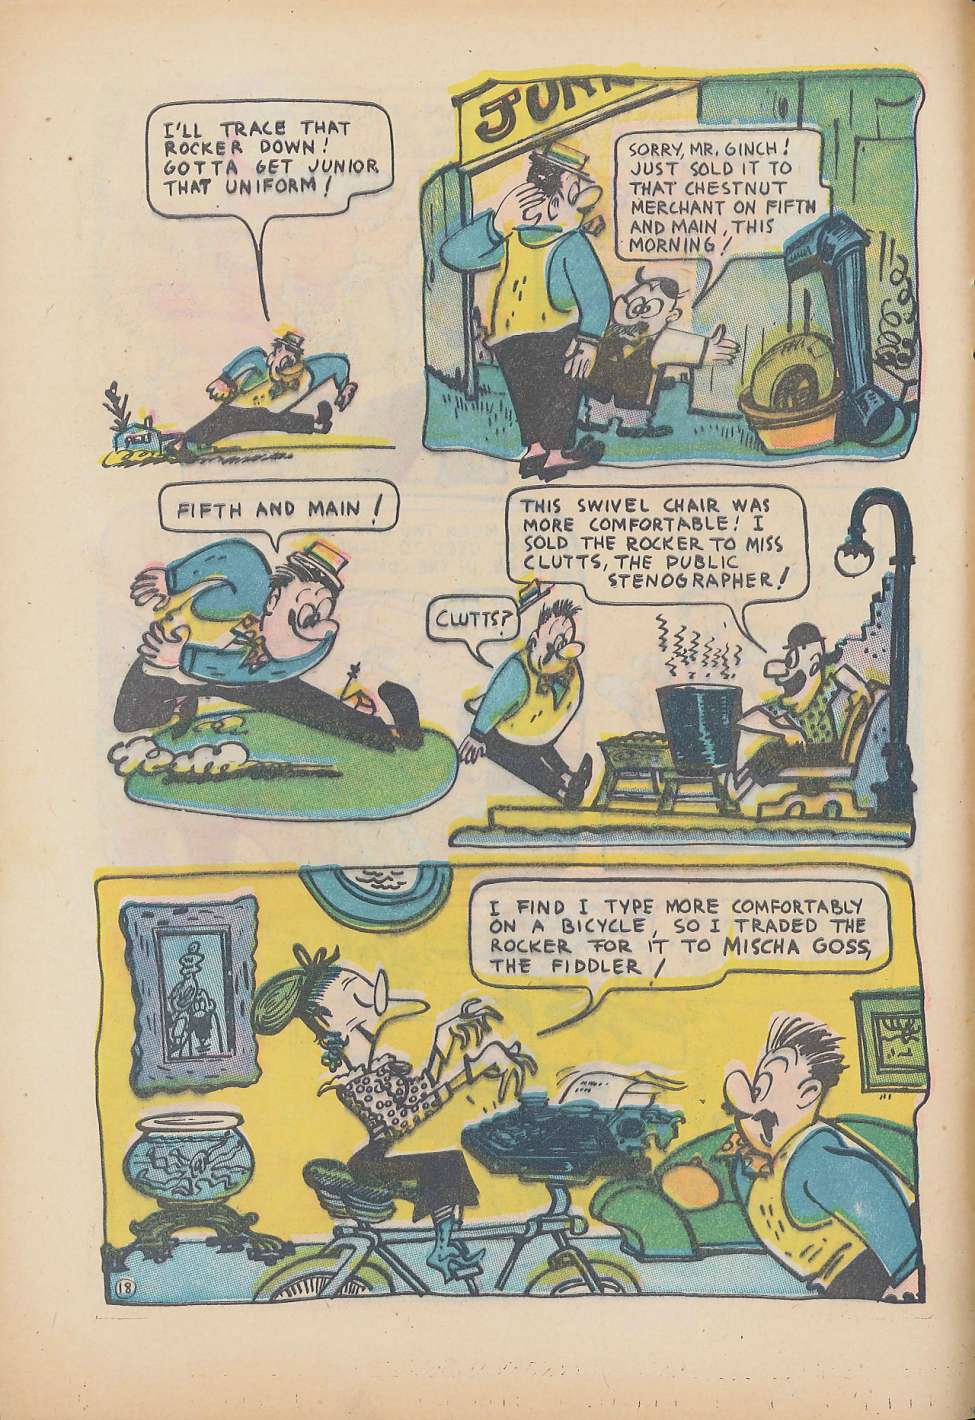 I'LL TRACE THAT
ROCKER DOWN!
GOTTA GET JUNIOR
THAT UNIFORM!
JUNK
SORRY, MR. GINCH!
JUST SOLD IT TO
THAT CHESTNUT
MERCHANT ON FIFTH
AND MAIN, THIS
MORNING!
FIFTH AND MAIN!
CLUTTS?
THIS SWIVEL CHAIR WAS
MORE COMFORTABLE! I
SOLD THE ROCKER TO MISS
CLUTTS, THE PUBLIC
STENOGRAPHER!
I FIND I TYPE MORE COMFORTABLY
ON A BICYCLE, SO I TRADED THE
ROCKER FOR IT TO MISCHA GOSS,
THE FIDDLER!
18